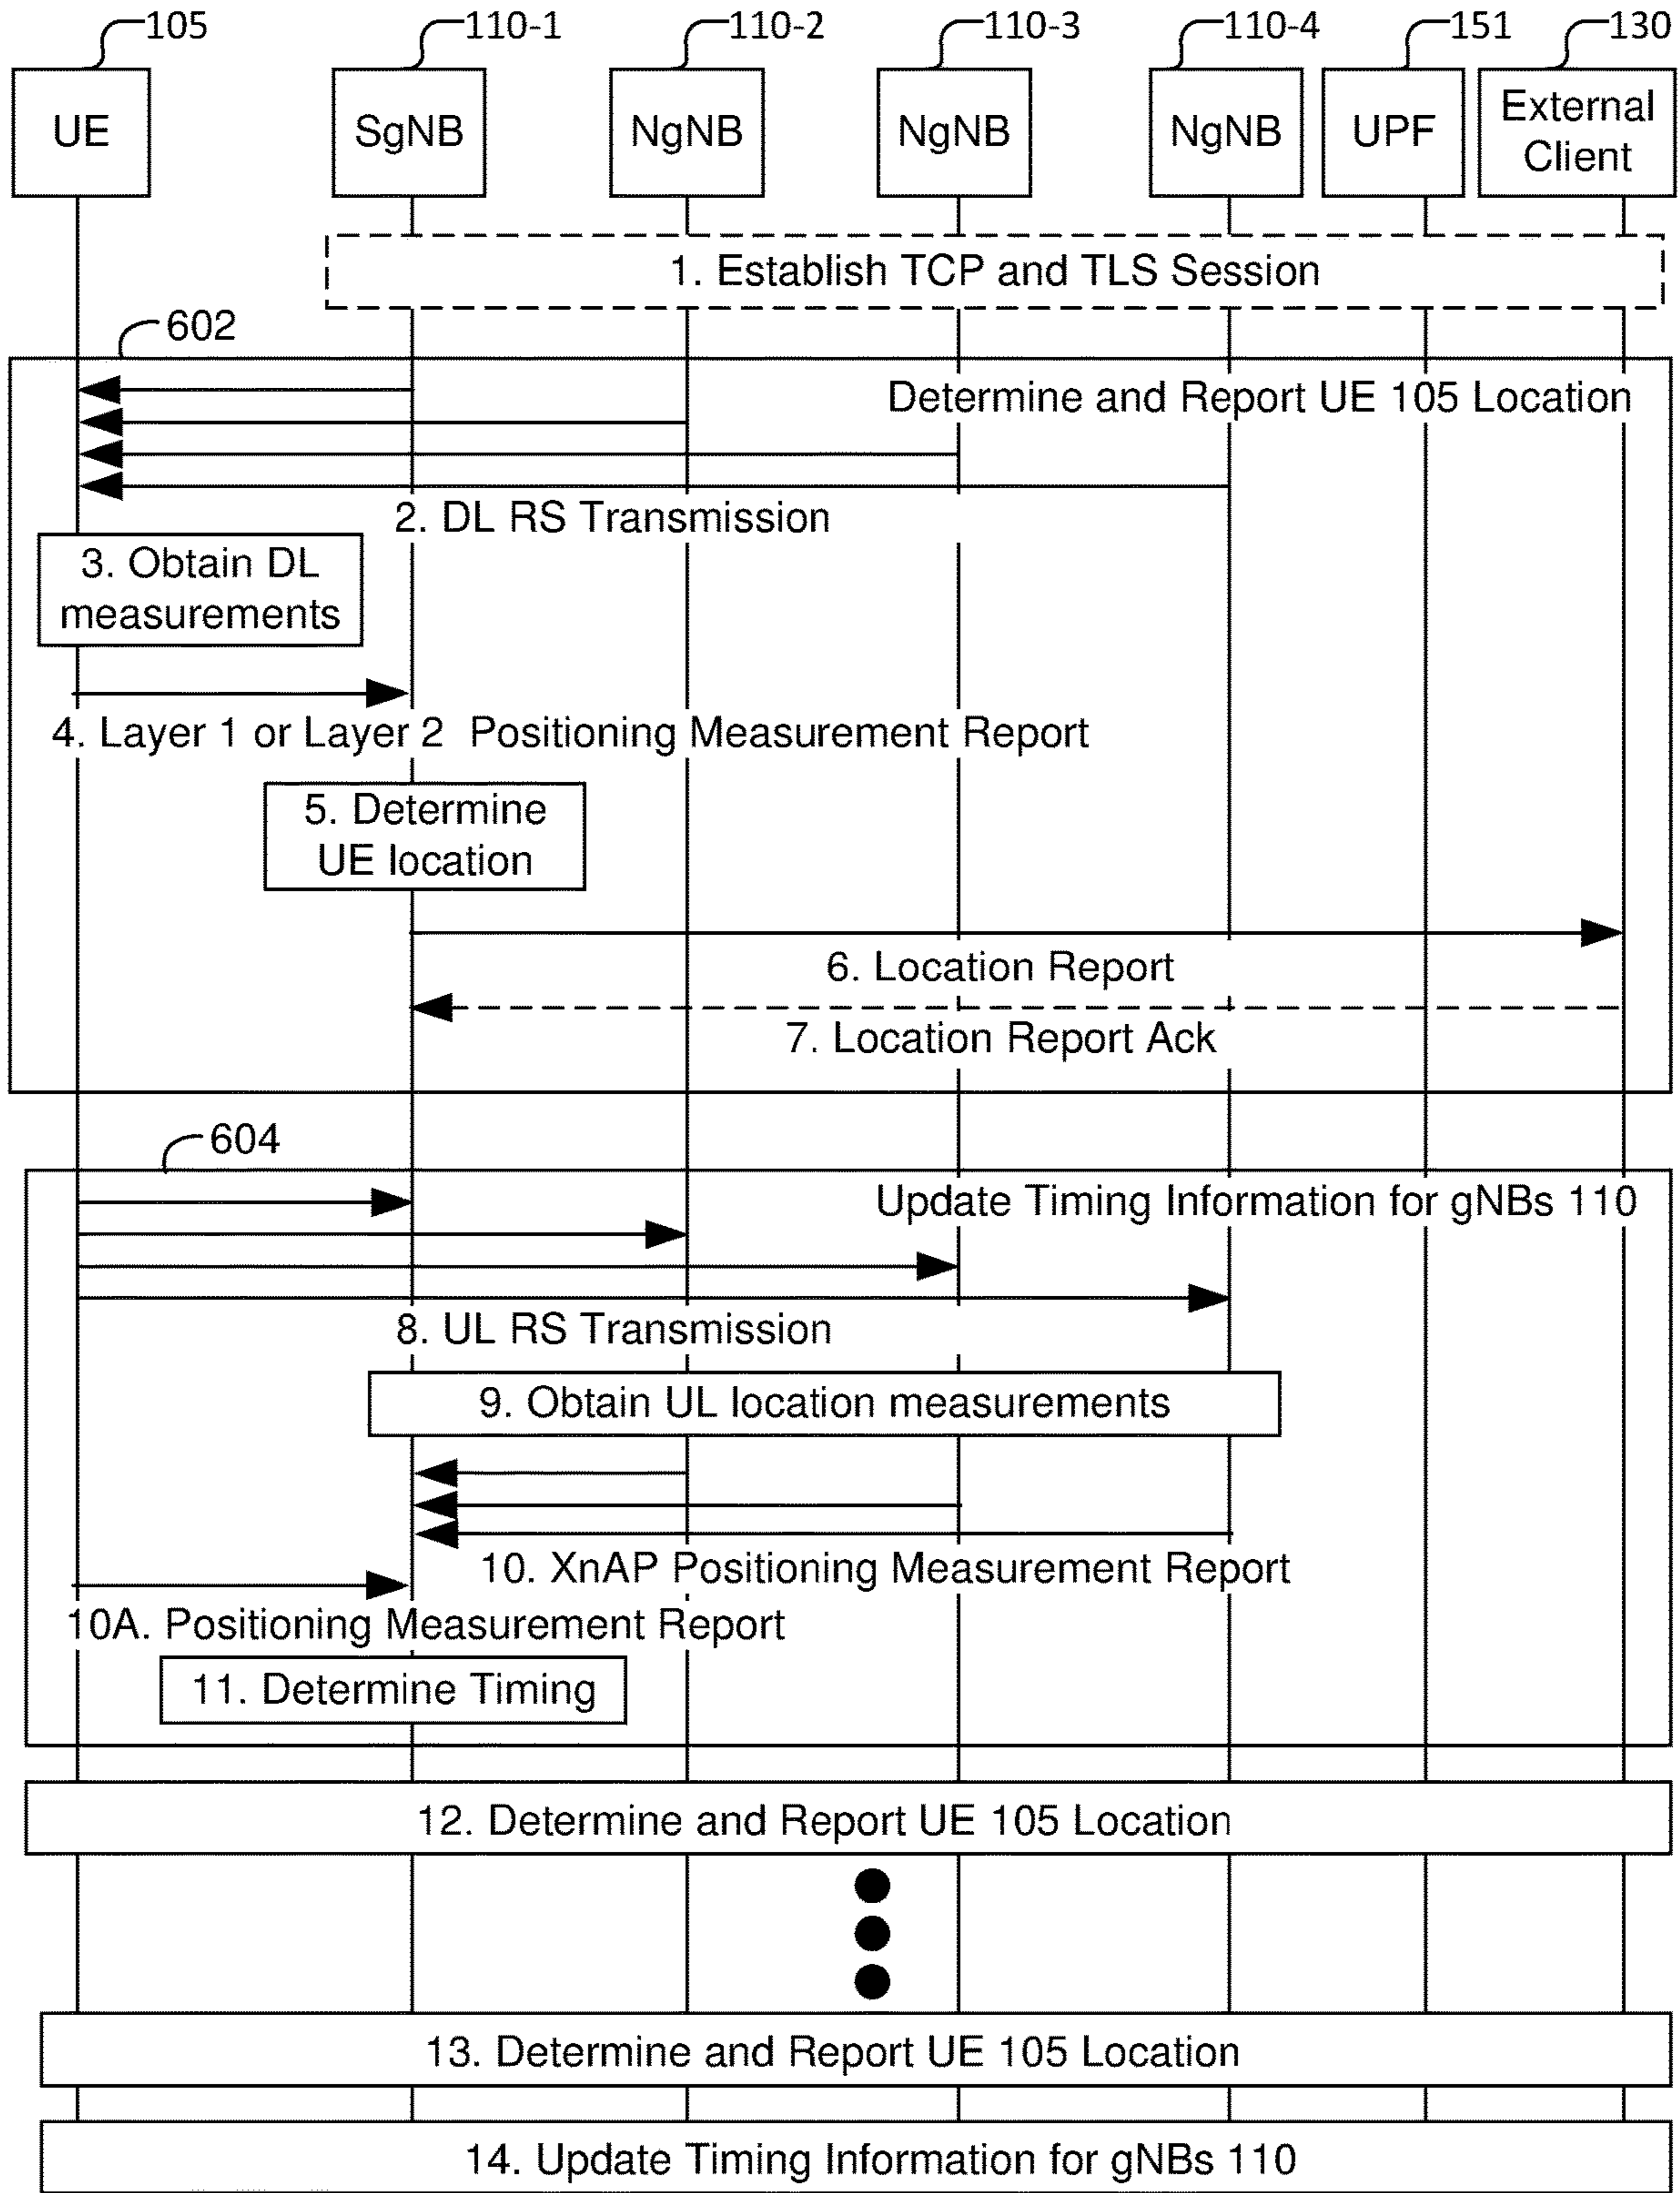 105
110-1
110-2
110-3
110-4
151
130
UE
SgNB
NgNB
NgNB
NgNB
UPF
External
Client
1. Establish TCP and TLS Session
602
Determine and Report UE 105 Location
2. DL RS Transmission
3. Obtain DL
measurements
4. Layer 1 or Layer 2 Positioning Measurement Report
5. Determine
UE location
6. Location Report
7. Location Report Ack
604
Update Timing Information for gNBs 110
8. UL RS Transmission
9. Obtain UL location measurements
10. XnAP Positioning Measurement Report
10A. Positioning Measurement Report
11. Determine Timing
12. Determine and Report UE 105 Location
13. Determine and Report UE 105 Location
14. Update Timing Information for gNBs 110